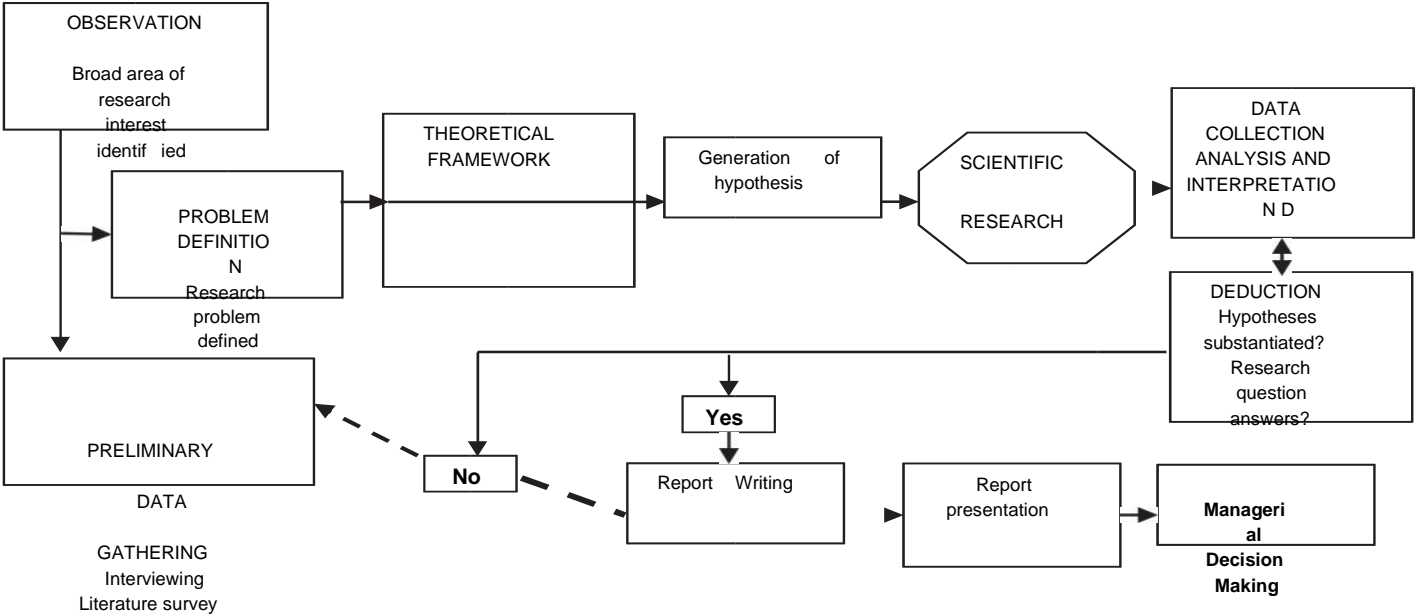 OBSERVATION
Broad area of
research
interest
identif ied
PROBLEM
DEFINITIO
N
Research
problem
defined
THEORETICAL
FRAMEWORK
Generation of
hypothesis
SCIENTIFIC
RESEARCH
DATA
COLLECTION
ANALYSIS AND
INTERPRETATIO
N D
DEDUCTION
Hypotheses
substantiated?
Research
question
answers?
PRELIMINARY
DATA
GATHERING
Interviewing
Literature survey
No
Yes
Report Writing
Report
presentation
Manageri
al
Decision
Making